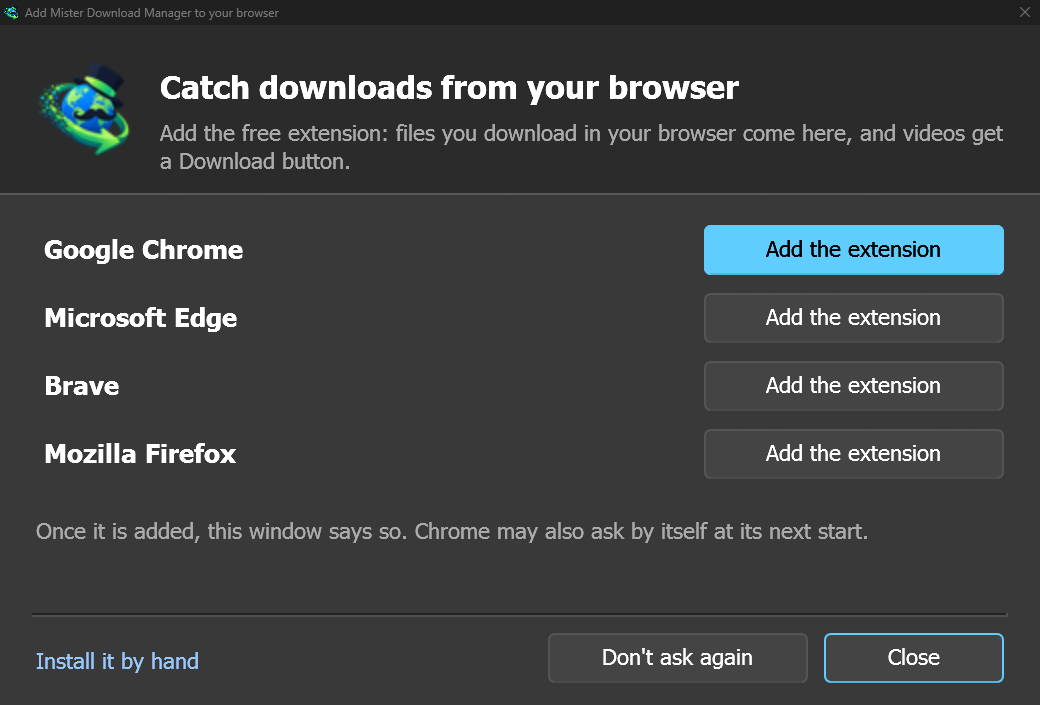 Add Mister Download Manager to your browser
Catch downloads from your browser
Add the free extension: files you download in your browser come here, and videos get
a Download button.
Google Chrome
Add the extension
Microsoft Edge
Add the extension
Brave
Add the extension
Mozilla Firefox
Add the extension
Once it is added, this window says so. Chrome may also ask by itself at its next start.
Install it by hand
Don't ask again
Close